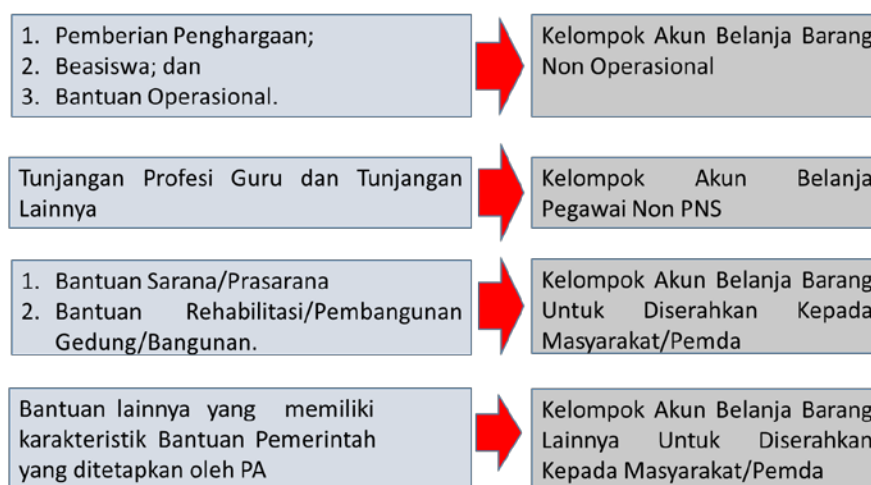 1. Pemberian Penghargaan;
2. Beasiswa; dan
3. Bantuan Operasional.
Kelompok Akun Belanja Barang
Non Operasional
Tunjangan Profesi Guru dan Tunjangan
Lainnya
Kelompok Akun Belanja
Pegawai Non PNS
1. Bantuan Sarana/Prasarana
2. Bantuan Rehabilitasi/Pembangunan
Gedung/Bangunan.
Kelompok Akun Belanja Barang
Untuk Diserahkan Kepada
Masyarakat/Pemda
Bantuan lainnya yang memiliki
karakteristik Bantuan Pemerintah
yang ditetapkan oleh PA
Kelompok Akun Belanja Barang
Lainnya Untuk Diserahkan
Kepada Masyarakat/Pemda